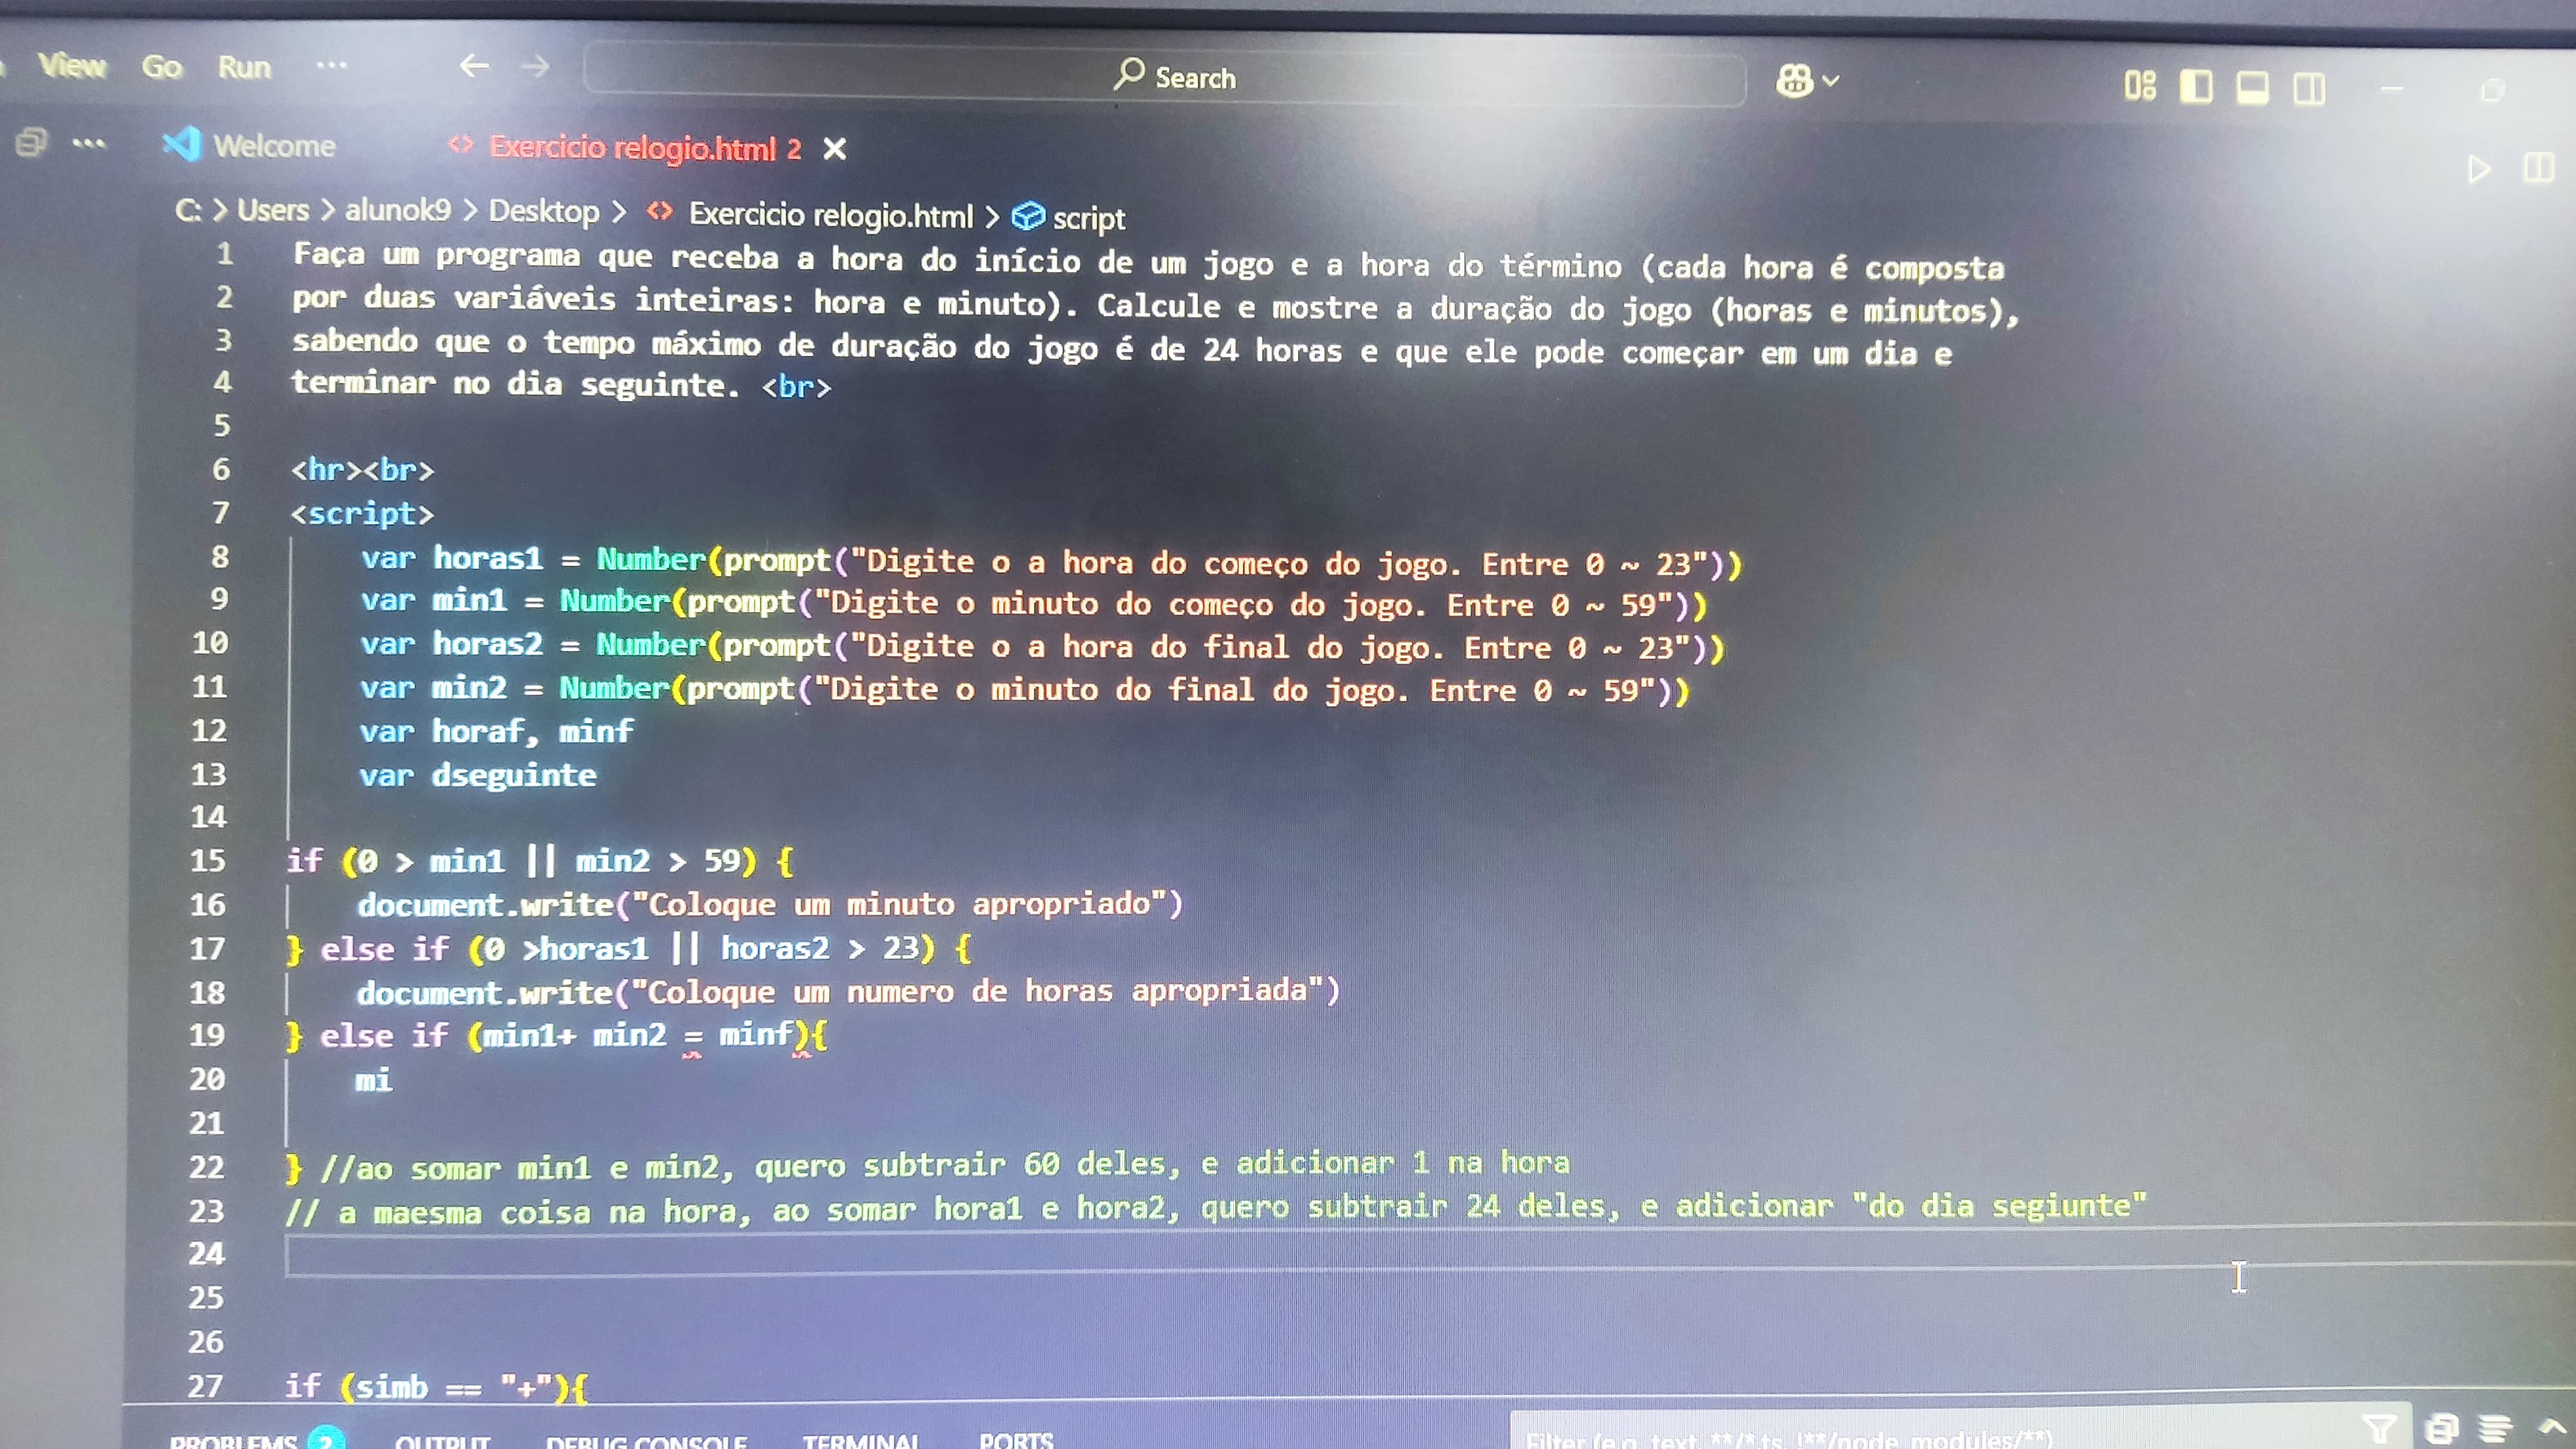 View Go Run ...
Search
Welcome
<> Exercicio relogio.html 2
C: > Users > alunok9 > Desktop > <> Exercicio relogio.html > script
1 Faça um programa que receba a hora do início de um jogo e a hora do término (cada hora é composta
2 por duas variáveis inteiras: hora e minuto). Calcule e mostre a duração do jogo (horas e minutos),
3 sabendo que o tempo máximo de duração do jogo é de 24 horas e que ele pode começar em um dia e
4 terminar no dia seguinte. <br>
5
6 <hr><br>
7 <script>
8 var horas1 = Number(prompt("Digite o a hora do começo do jogo. Entre 0 ~ 23"))
9 var min1 = Number(prompt("Digite o minuto do começo do jogo. Entre 0 ~ 59"))
10 var horas2 = Number(prompt("Digite o a hora do final do jogo. Entre 0 ~ 23"))
11 var min2 = Number(prompt("Digite o minuto do final do jogo. Entre 0 ~ 59"))
12 var horaf, minf
13 var dseguinte
14
15 if (0 > min1 || min2 > 59) {
16 document.write("Coloque um minuto apropriado")
17 } else if (0 >horas1 || horas2 > 23) {
18 document.write("Coloque um numero de horas apropriada")
19 } else if (min1+ min2 = minf){
20 mi
21
22 } //ao somar min1 e min2, quero subtrair 60 deles, e adicionar 1 na hora
23 // a maesma coisa na hora, ao somar hora1 e hora2, quero subtrair 24 deles, e adicionar "do dia segiunte"
24
25
26
27 if (simb == "+"){
PROBLEMS 2 OUTPUT DEBUG CONSOLE TERMINAL PORTS
Filter (e.g. text, **/*.ts, !**/node_modules/**)